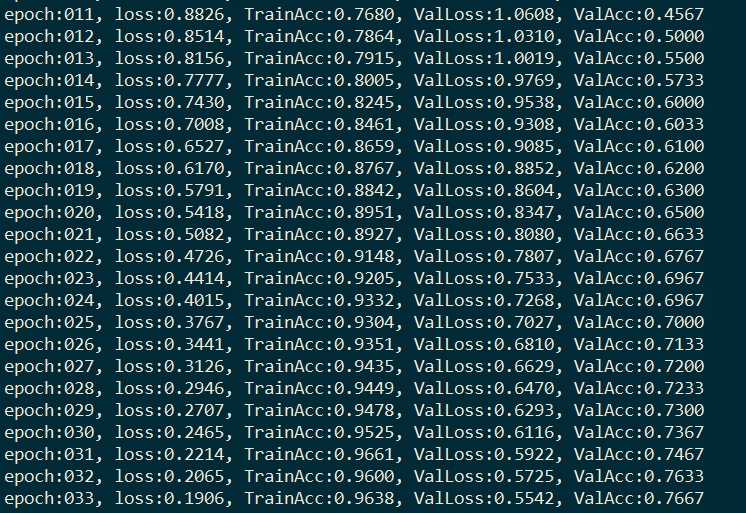 epoch:011, loss:0.8826, TrainAcc:0.7680, ValLoss:1.0608, ValAcc:0.4567
epoch:012, loss:0.8514, TrainAcc:0.7864, ValLoss:1.0310, ValAcc:0.5000
epoch:013, loss:0.8156, TrainAcc:0.7915, ValLoss:1.0019, ValAcc:0.5500
epoch:014, loss:0.7777, TrainAcc:0.8005, ValLoss:0.9769, ValAcc:0.5733
epoch:015, loss:0.7430, TrainAcc:0.8245, ValLoss:0.9538, ValAcc:0.6000
epoch:016, loss:0.7008, TrainAcc:0.8461, ValLoss:0.9308, ValAcc:0.6033
epoch:017, loss:0.6527, TrainAcc:0.8659, ValLoss:0.9085, ValAcc:0.6100
epoch:018, loss:0.6170, TrainAcc:0.8767, ValLoss:0.8852, ValAcc:0.6200
epoch:019, loss:0.5791, TrainAcc:0.8842, ValLoss:0.8604, ValAcc:0.6300
epoch:020, loss:0.5418, TrainAcc:0.8951, ValLoss:0.8347, ValAcc:0.6500
epoch:021, loss:0.5082, TrainAcc:0.8927, ValLoss:0.8080, ValAcc:0.6633
epoch:022, loss:0.4726, TrainAcc:0.9148, ValLoss:0.7807, ValAcc:0.6767
epoch:023, loss:0.4414, TrainAcc:0.9205, ValLoss:0.7533, ValAcc:0.6967
epoch:024, loss:0.4015, TrainAcc:0.9332, ValLoss:0.7268, ValAcc:0.6967
epoch:025, loss:0.3767, TrainAcc:0.9304, ValLoss:0.7027, ValAcc:0.7000
epoch:026, loss:0.3441, TrainAcc:0.9351, ValLoss:0.6810, ValAcc:0.7133
epoch:027, loss:0.3126, TrainAcc:0.9435, ValLoss:0.6629, ValAcc:0.7200
epoch:028, loss:0.2946, TrainAcc:0.9449, ValLoss:0.6470, ValAcc:0.7233
epoch:029, loss:0.2707, TrainAcc:0.9478, ValLoss:0.6293, ValAcc:0.7300
epoch:030, loss:0.2465, TrainAcc:0.9525, ValLoss:0.6116, ValAcc:0.7367
epoch:031, loss:0.2214, TrainAcc:0.9661, ValLoss:0.5922, ValAcc:0.7467
epoch:032, loss:0.2065, TrainAcc:0.9600, ValLoss:0.5725, ValAcc:0.7633
epoch:033, loss:0.1906, TrainAcc:0.9638, ValLoss:0.5542, ValAcc:0.7667